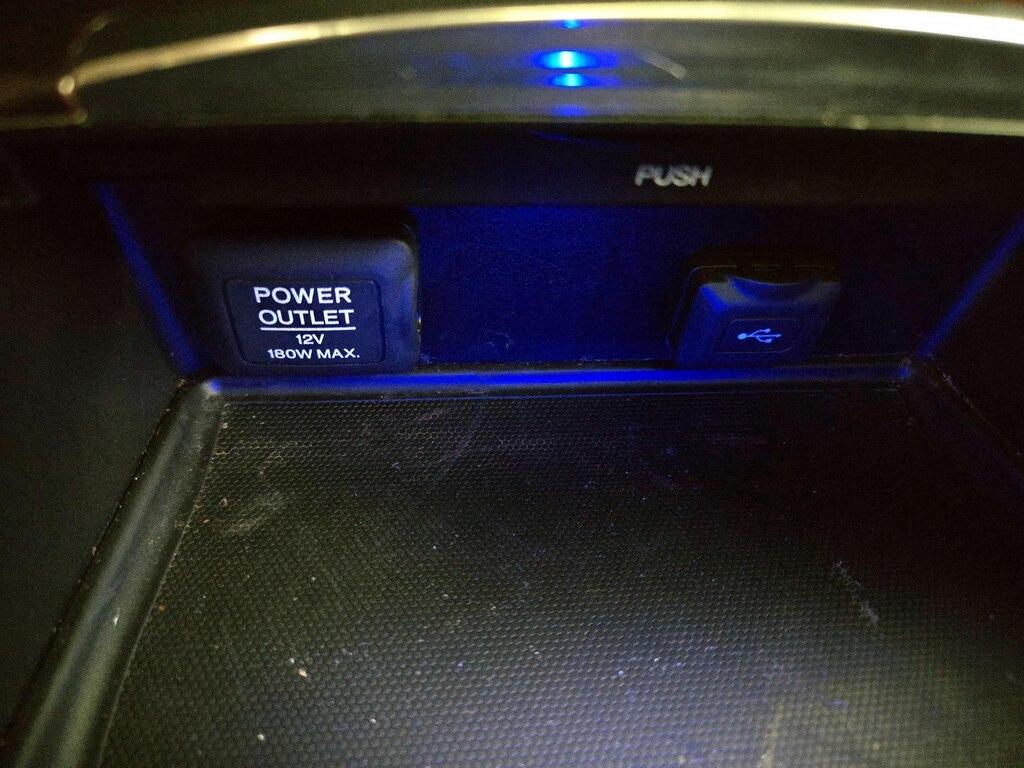 PUSH
POWER
OUTLET
12V
180W MAX.